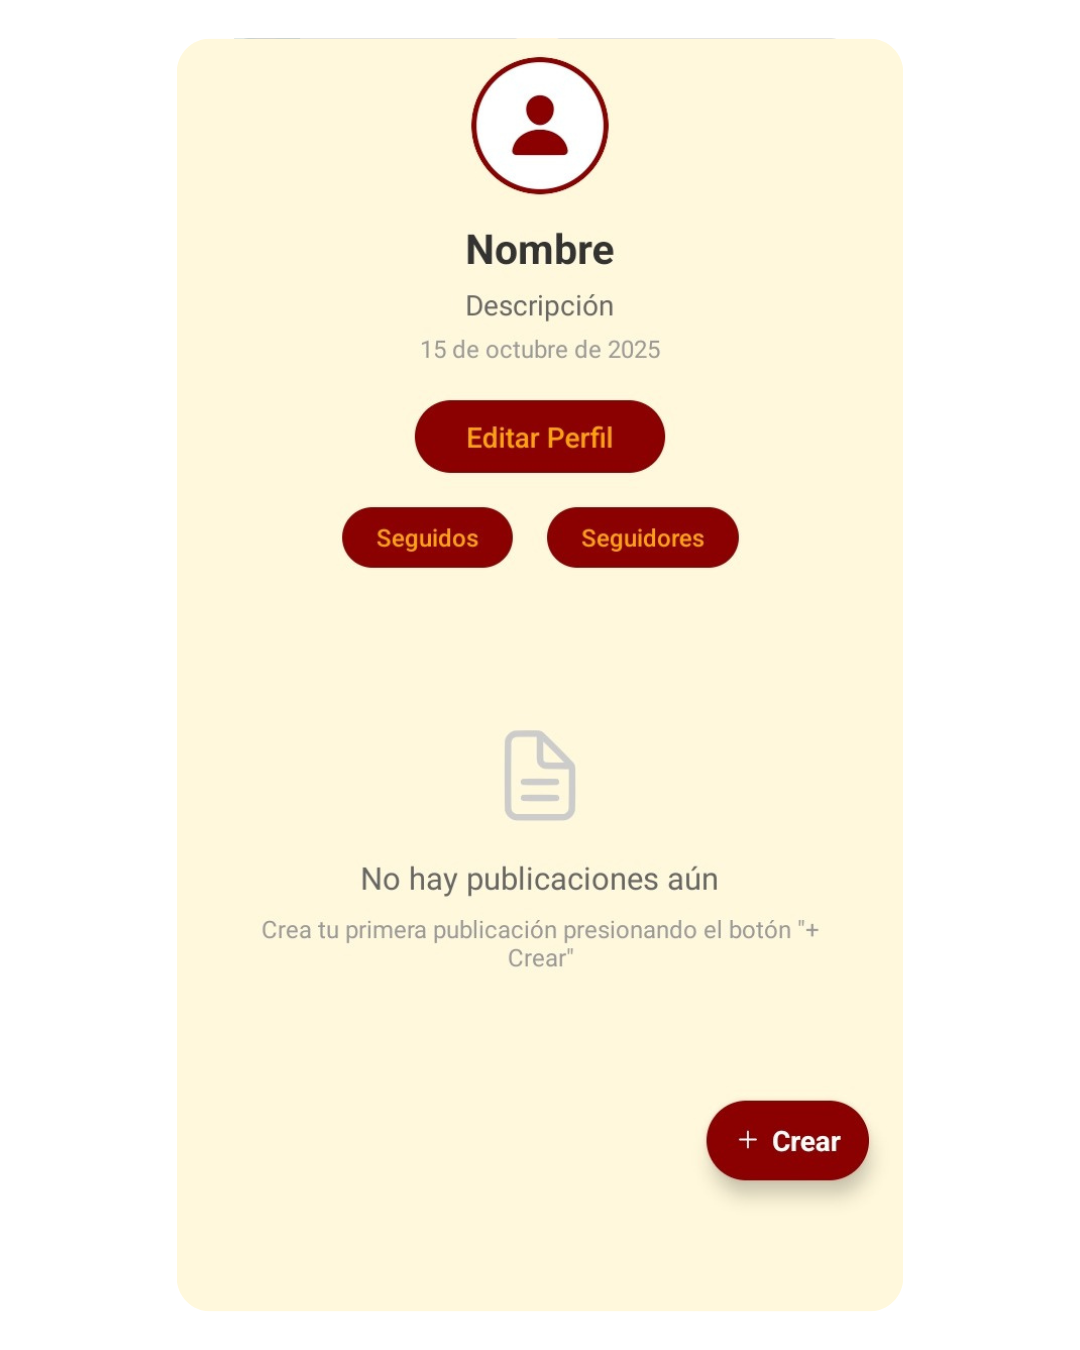 Nombre
Descripción
15 de octubre de 2025
Editar Perfil
Seguidos
Seguidores
No hay publicaciones aún
Crea tu primera publicación presionando el botón "+
Crear"
+ Crear